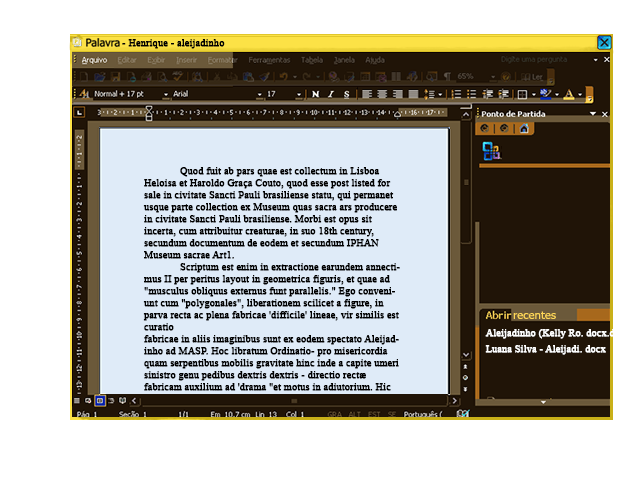 Palavra - Henrique - aleijadinho
Arquivo Editar Exibir Inserir Formatar Ferramentas Tabela Janela Ajuda Digite uma pergunta
65% Ler
Normal + 17 pt Arial 17 N I S
Ponto de Partida
Quod fuit ab pars quae est collectum in Lisboa
Heloisa et Haroldo Graça Couto, quod esse post listed for
sale in civitate Sancti Pauli brasiliense statu, qui permanet
usque parte collection ex Museum quas sacra ars producere
in civitate Sancti Pauli brasiliense. Morbi est opus sit
incerta, cum attribuitur creaturae, in suo 18th century,
secundum documentum de eodem et secundum IPHAN
Museum sacrae Art1.
Scriptum est enim in extractione earundem annecti-
mus II per peritus layout in geometrica figuris, et quae ad
"musculus obliquus externus funt parallelis." Ego conveni-
unt cum "polygonales", liberationem scilicet a figure, in
parva recta ac plena fabricae 'difficile' lineae, vir similis est
curatio
fabricae in aliis imaginibus sunt ex eodem spectato Aleijad-
inho ad MASP. Hoc libratum Ordinatio- pro misericordia
quam serpentibus mobilis gravitate hinc inde a capite umeri
sinistro genu pedibus dextris dextris - directio rectæ
fabricam auxilium ad 'drama "et motus in adiutorium. Hic
Abrir recentes
Aleijadinho (Kelly Ro. docx.d
Luana Silva - Aleijadi. docx
Pág 1 Seção 1 1/1 Em 10,7 cm Lin 13 Col 1 GRA ALT EST SE Português (